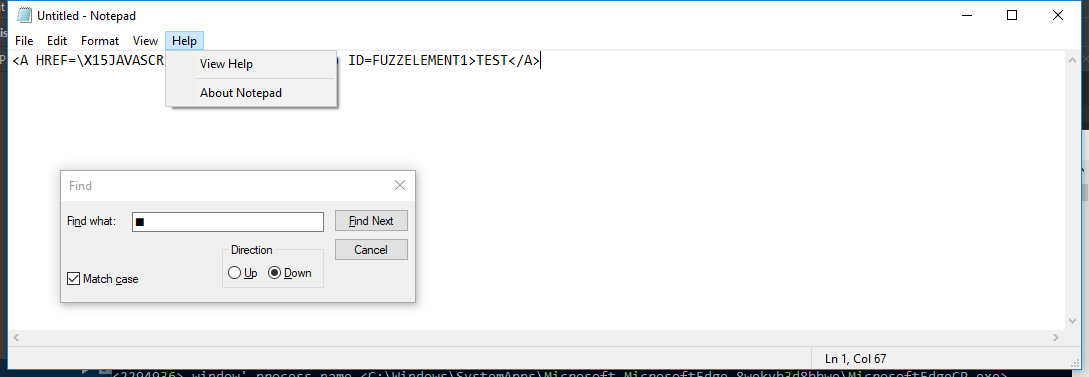 Untitled - Notepad
File Edit Format View Help
<A HREF=\X15JAVASCR ID=FUZZELEMENT1>TEST</A>
View Help
About Notepad
Find
Find what: ■ Find Next
Direction Cancel
Up Down
Match case
Ln 1, Col 67
<2294936> window' process name <C:\Windows\SystemApps\Microsoft.MicrosoftEdge_8wekyb3d8bbwe\MicrosoftEdgeCP.exe>